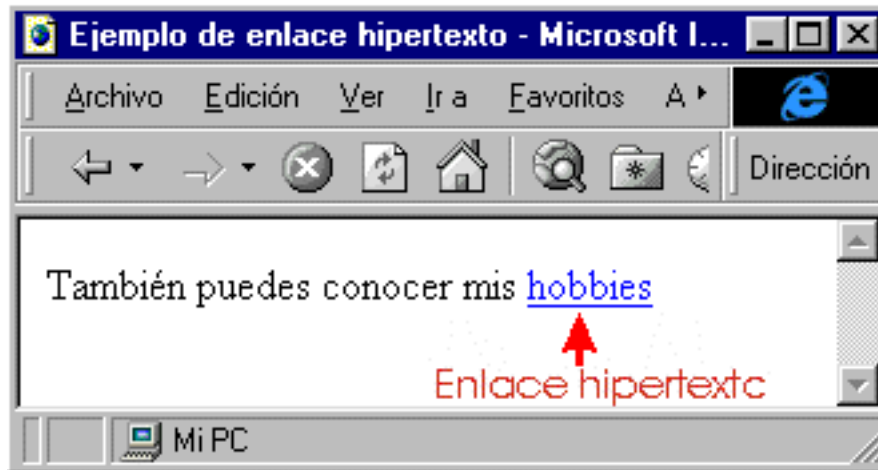 Ejemplo de enlace hipertexto - Microsoft I...
Archivo Edición Ver Ir a Favoritos A
Dirección
También puedes conocer mis hobbies
Enlace hipertexto
Mi PC